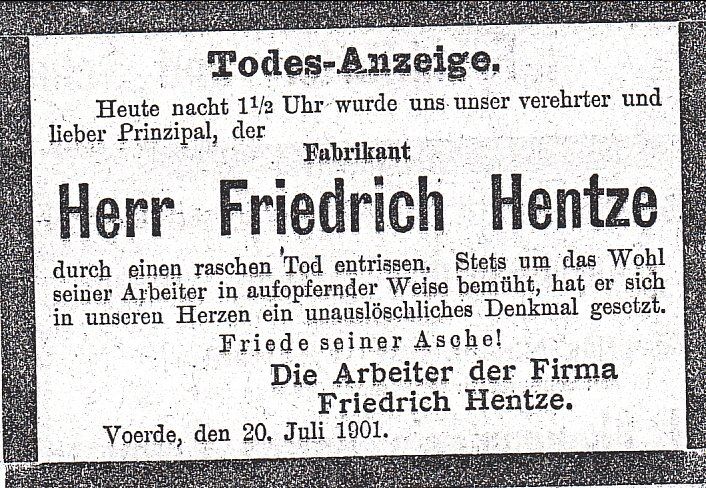 Todes-Anzeige.
Heute nacht 1½ Uhr wurde uns unser verehrter und
lieber Prinzipal, der
Fabrikant
Herr Friedrich Hentze
durch einen raschen Tod entrissen. Stets um das Wohl
seiner Arbeiter in aufopfernder Weise bemüht, hat er sich
in unseren Herzen ein unauslöschliches Denkmal gesetzt.
Friede seiner Asche!
Die Arbeiter der Firma
Friedrich Hentze.
Voerde, den 20. Juli 1901.